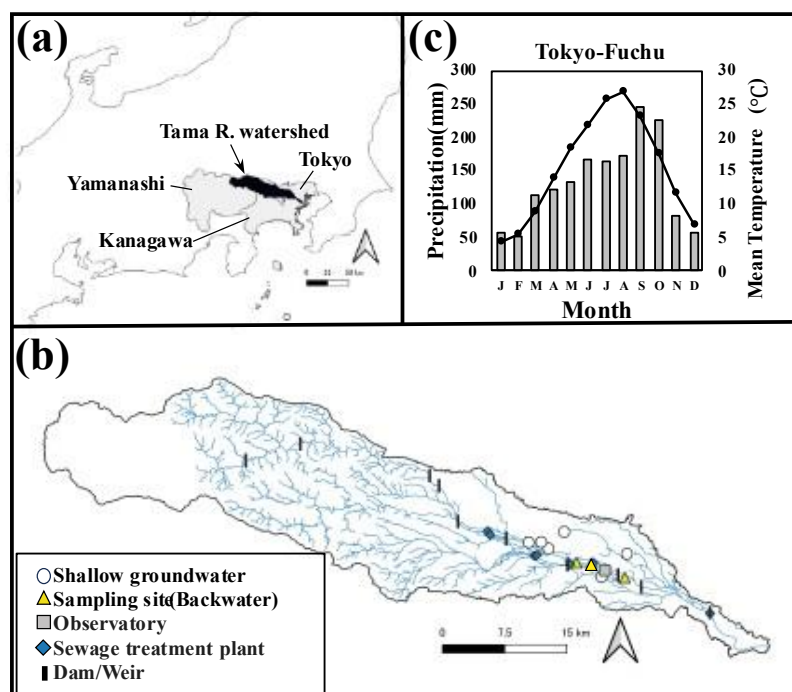 (a)
Tama R. watershed
Tokyo
Yamanashi
Kanagawa
(c)
Tokyo-Fuchu
Precipitation(mm)
300
250
200
150
100
50
0
Mean Temperature (°C)
30
25
20
15
10
5
0
J F M A M J J A S O N D
Month
(b)
Shallow groundwater
Sampling site(Backwater)
Observatory
Sewage treatment plant
Dam/Weir
0 7.5 15 km